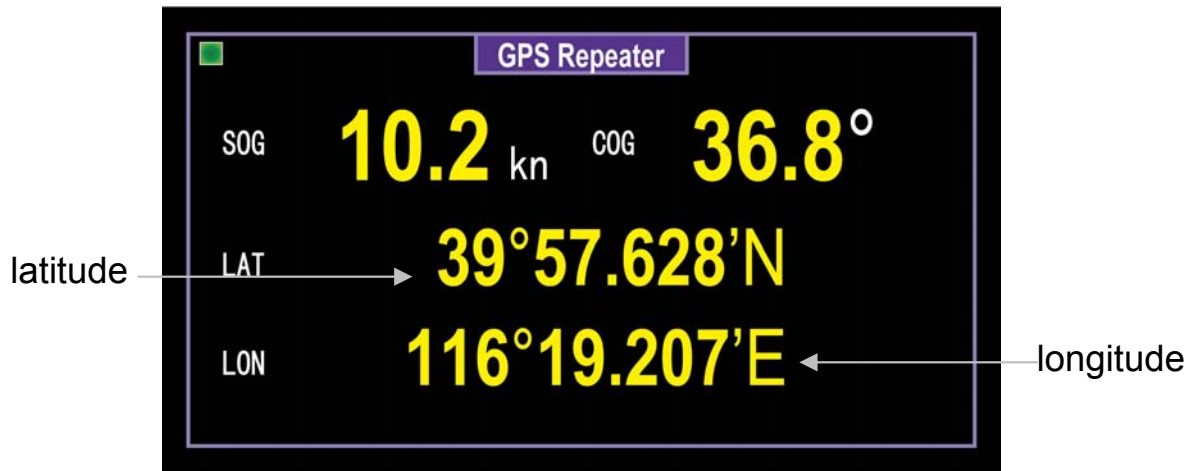 GPS Repeater
SOG 10.2 kn COG 36.8°
latitude LAT 39°57.628’N
LON 116°19.207’E longitude